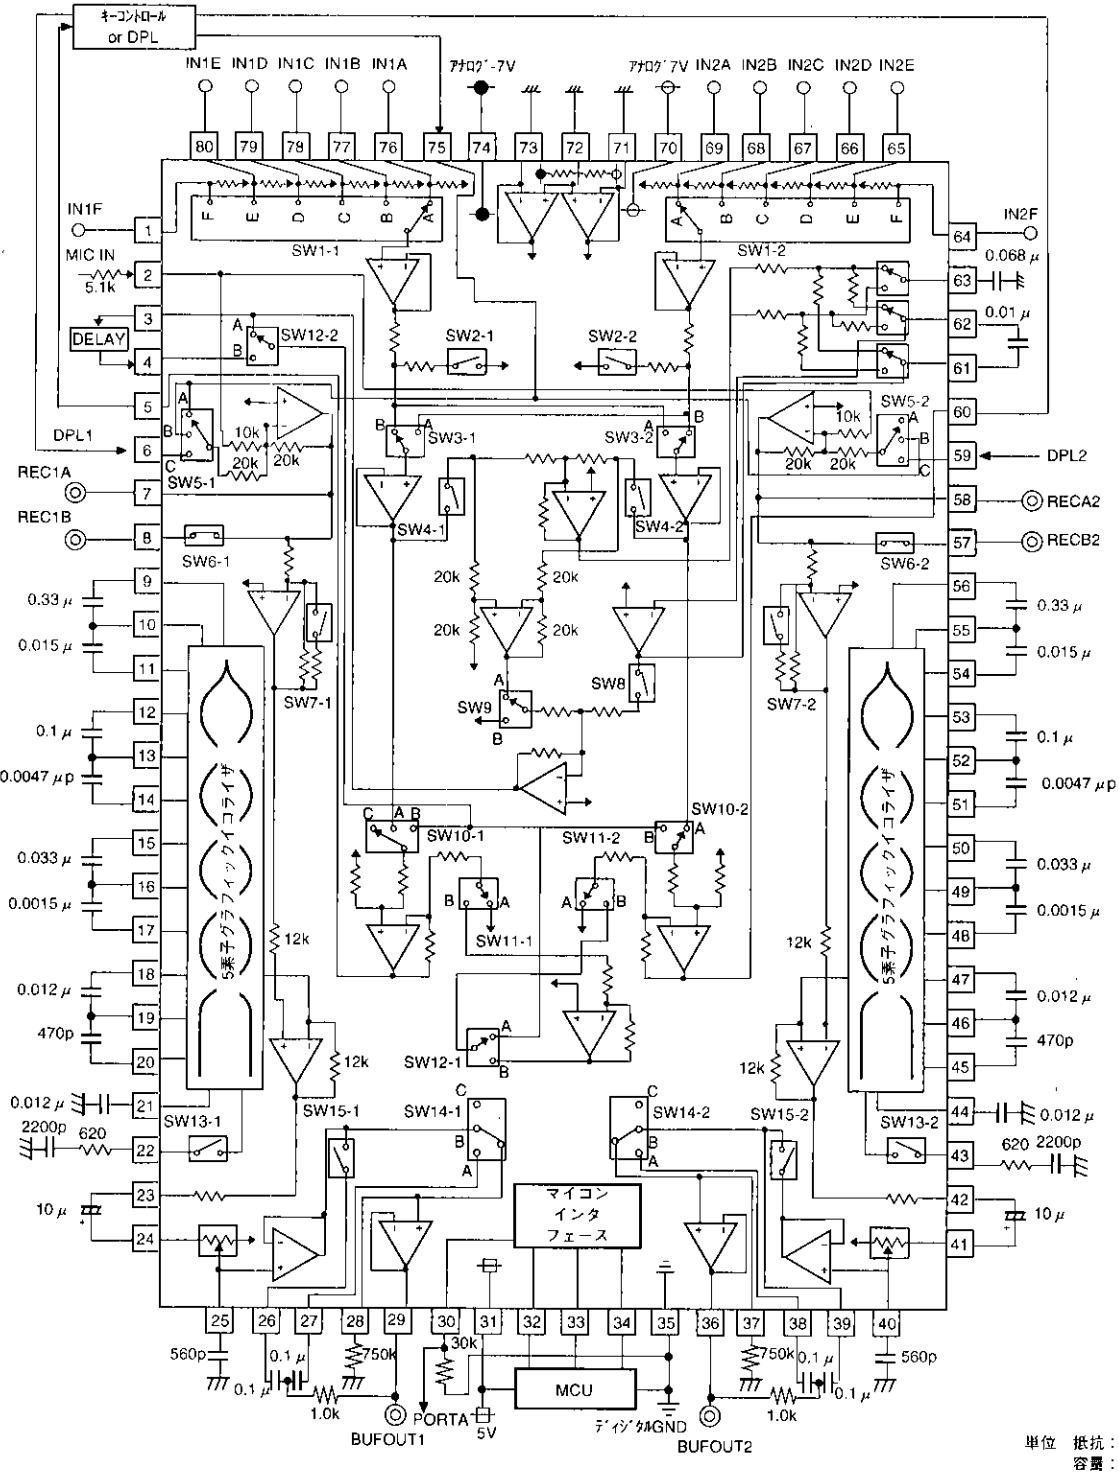 キーコントロール
or DPL
IN1E IN1D IN1C IN1B IN1A アナログ-7V アナログ7V IN2A IN2B IN2C IN2D IN2E
80 79 78 77 76 75 74 73 72 71 70 69 68 67 66 65
F E D C B A A B C D E F
IN1F 1 SW1-1 SW1-2 64 IN2F
MIC IN 2 63 0.068 μ
5.1k
3 SW12-2 A SW2-1 SW2-2 62 0.01 μ
DELAY B
4 61
5 A SW5-2 A 60
B 10k B SW3-1 A A SW3-2 B 10k B
DPL1 6 C 20k 20k 20k 20k C 59 DPL2
SW5-1
REC1A 7 SW4-1 SW4-2 58 RECA2
REC1B 8 SW6-1 SW6-2 57 RECB2
9 20k 20k 56
0.33 μ 0.33 μ
10 20k 20k 55
0.015 μ 0.015 μ
11 SW7-1 A SW9 B SW8 SW7-2 54
12 53
0.1 μ 0.1 μ
13 52
0.0047 μp 0.0047 μp
14 51
5素子グラフィックイコライザ 5素子グラフィックイコライザ
C A B SW10-1 SW11-2 SW10-2 B A
15 50
0.033 μ 0.033 μ
16 49
0.0015 μ B A A B 0.0015 μ
17 SW11-1 48
12k 12k
18 47
0.012 μ 0.012 μ
19 46
470p SW12-1 A B 470p
20 12k 12k 45
0.012 μ 21 SW13-1 SW15-1 SW14-1 C B A C B A SW14-2 SW15-2 SW13-2 44 0.012 μ
2200p 620 22 43 620 2200p
10 μ 23 42 10 μ
24 41
マイコン
インタ
フェース
25 26 27 28 29 30 31 32 33 34 35 36 37 38 39 40
560p 0.1 μ 0.1 μ 750k 30k 750k 0.1 μ 0.1 μ 560p
1.0k MCU 1.0k
BUFOUT1 PORTA 5V ディジタルGND BUFOUT2
単位 抵抗：
容量：